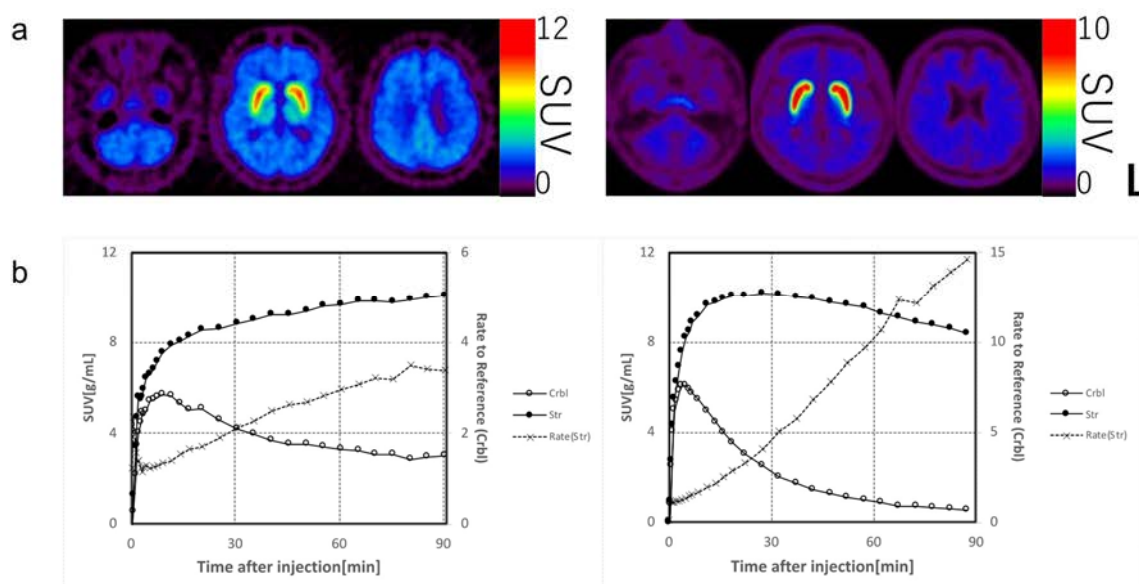 a
12
SUV
0
10
SUV
0
L
b
12
8
4
0
SUV[g/mL]
6
4
2
0
Rate to Reference (Crbl)
0 30 60 90
Time after injection[min]
Crbl
Str
Rate(Str)
12
8
4
0
SUV[g/mL]
15
10
5
0
Rate to Reference (Crbl)
0 30 60 90
Time after injection[min]
Crbl
Str
Rate(Str)